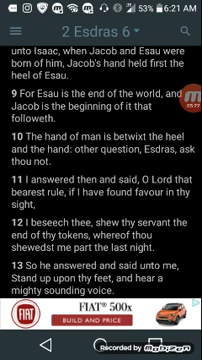 53% 6:21 AM
2 Esdras 6
unto Isaac, when Jacob and Esau were
born of him, Jacob's hand held first the
heel of Esau.
9 For Esau is the end of the world, and
Jacob is the beginning of it that
followeth.
10 The hand of man is betwixt the heel
and the hand: other question, Esdras, ask
thou not.
11 I answered then and said, O Lord that
bearest rule, if I have found favour in thy
sight,
12 I beseech thee, shew thy servant the
end of thy tokens, whereof thou
shewedst me part the last night.
13 So he answered and said unto me,
Stand up upon thy feet, and hear a
mighty sounding voice.
FIAT
FIAT® 500x
BUILD AND PRICE
Recorded by